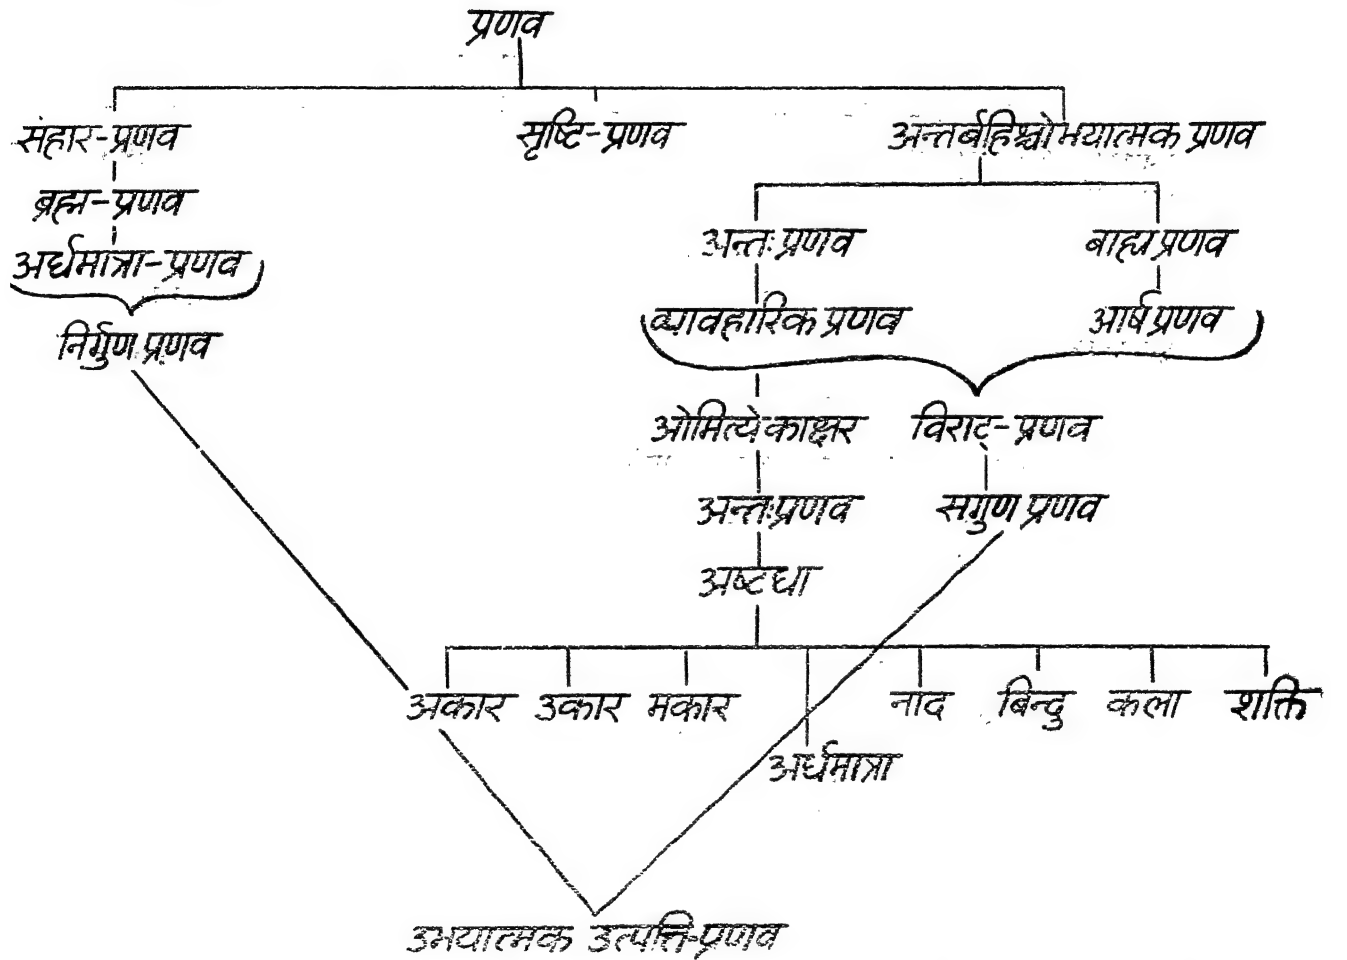 प्रणव
संहार-प्रणव सृष्टि-प्रणव अन्तर्बहिश्चोभयात्मक प्रणव
ब्रह्म-प्रणव
अन्तःप्रणव बाह्य प्रणव
अर्धमात्रा-प्रणव
व्यावहारिक प्रणव आर्ष प्रणव
निर्गुण प्रणव
ओमित्येकाक्षर विराट्-प्रणव
अन्तःप्रणव सगुण प्रणव
अष्टधा
अकार उकार मकार नाद बिन्दु कला शक्ति
अर्धमात्रा
उभयात्मक उत्पत्ति-प्रणव